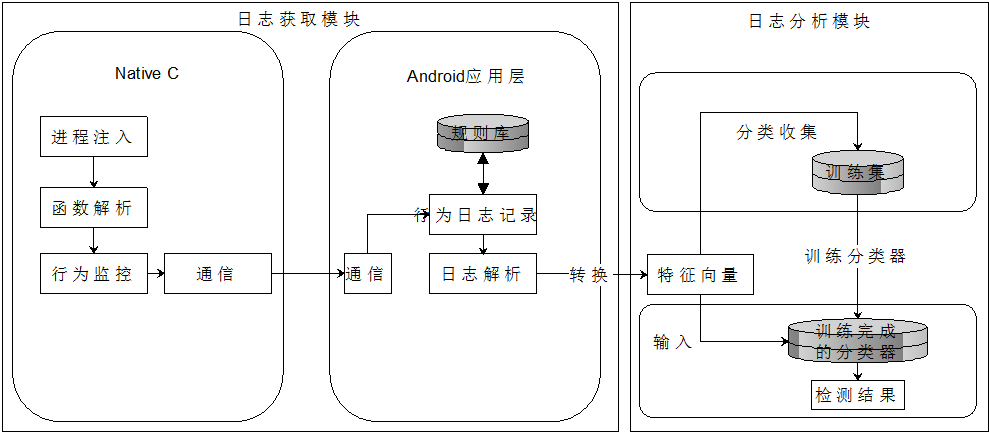 日志获取模块
Native C
进程注入
函数解析
行为监控
通信
Android应用层
规则库
行为日志记录
通信
日志解析
转换
日志分析模块
分类收集
训练集
训练分类器
特征向量
输入
训练完成
的分类器
检测结果